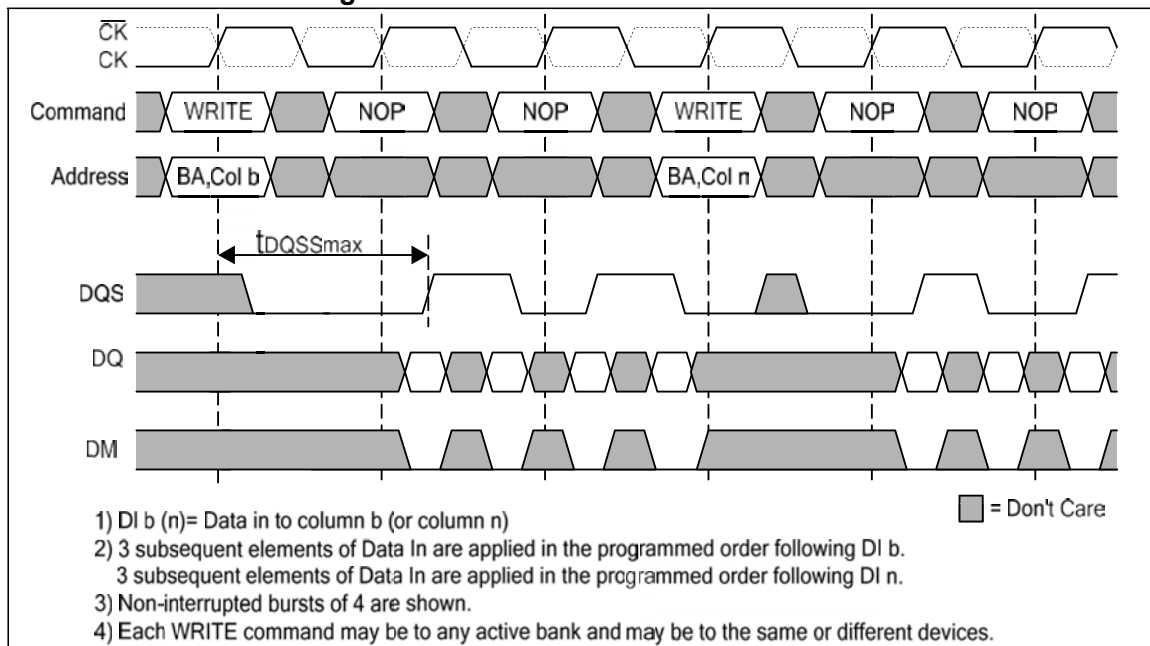 CK
CK
Command WRITE NOP NOP WRITE NOP NOP
Address BA,Col b BA,Col n
tDQSSmax
DQS
DQ
DM
= Don't Care
1) DI b (n)= Data in to column b (or column n)
2) 3 subsequent elements of Data In are applied in the programmed order following DI b.
3 subsequent elements of Data In are applied in the programmed order following DI n.
3) Non-interrupted bursts of 4 are shown.
4) Each WRITE command may be to any active bank and may be to the same or different devices.